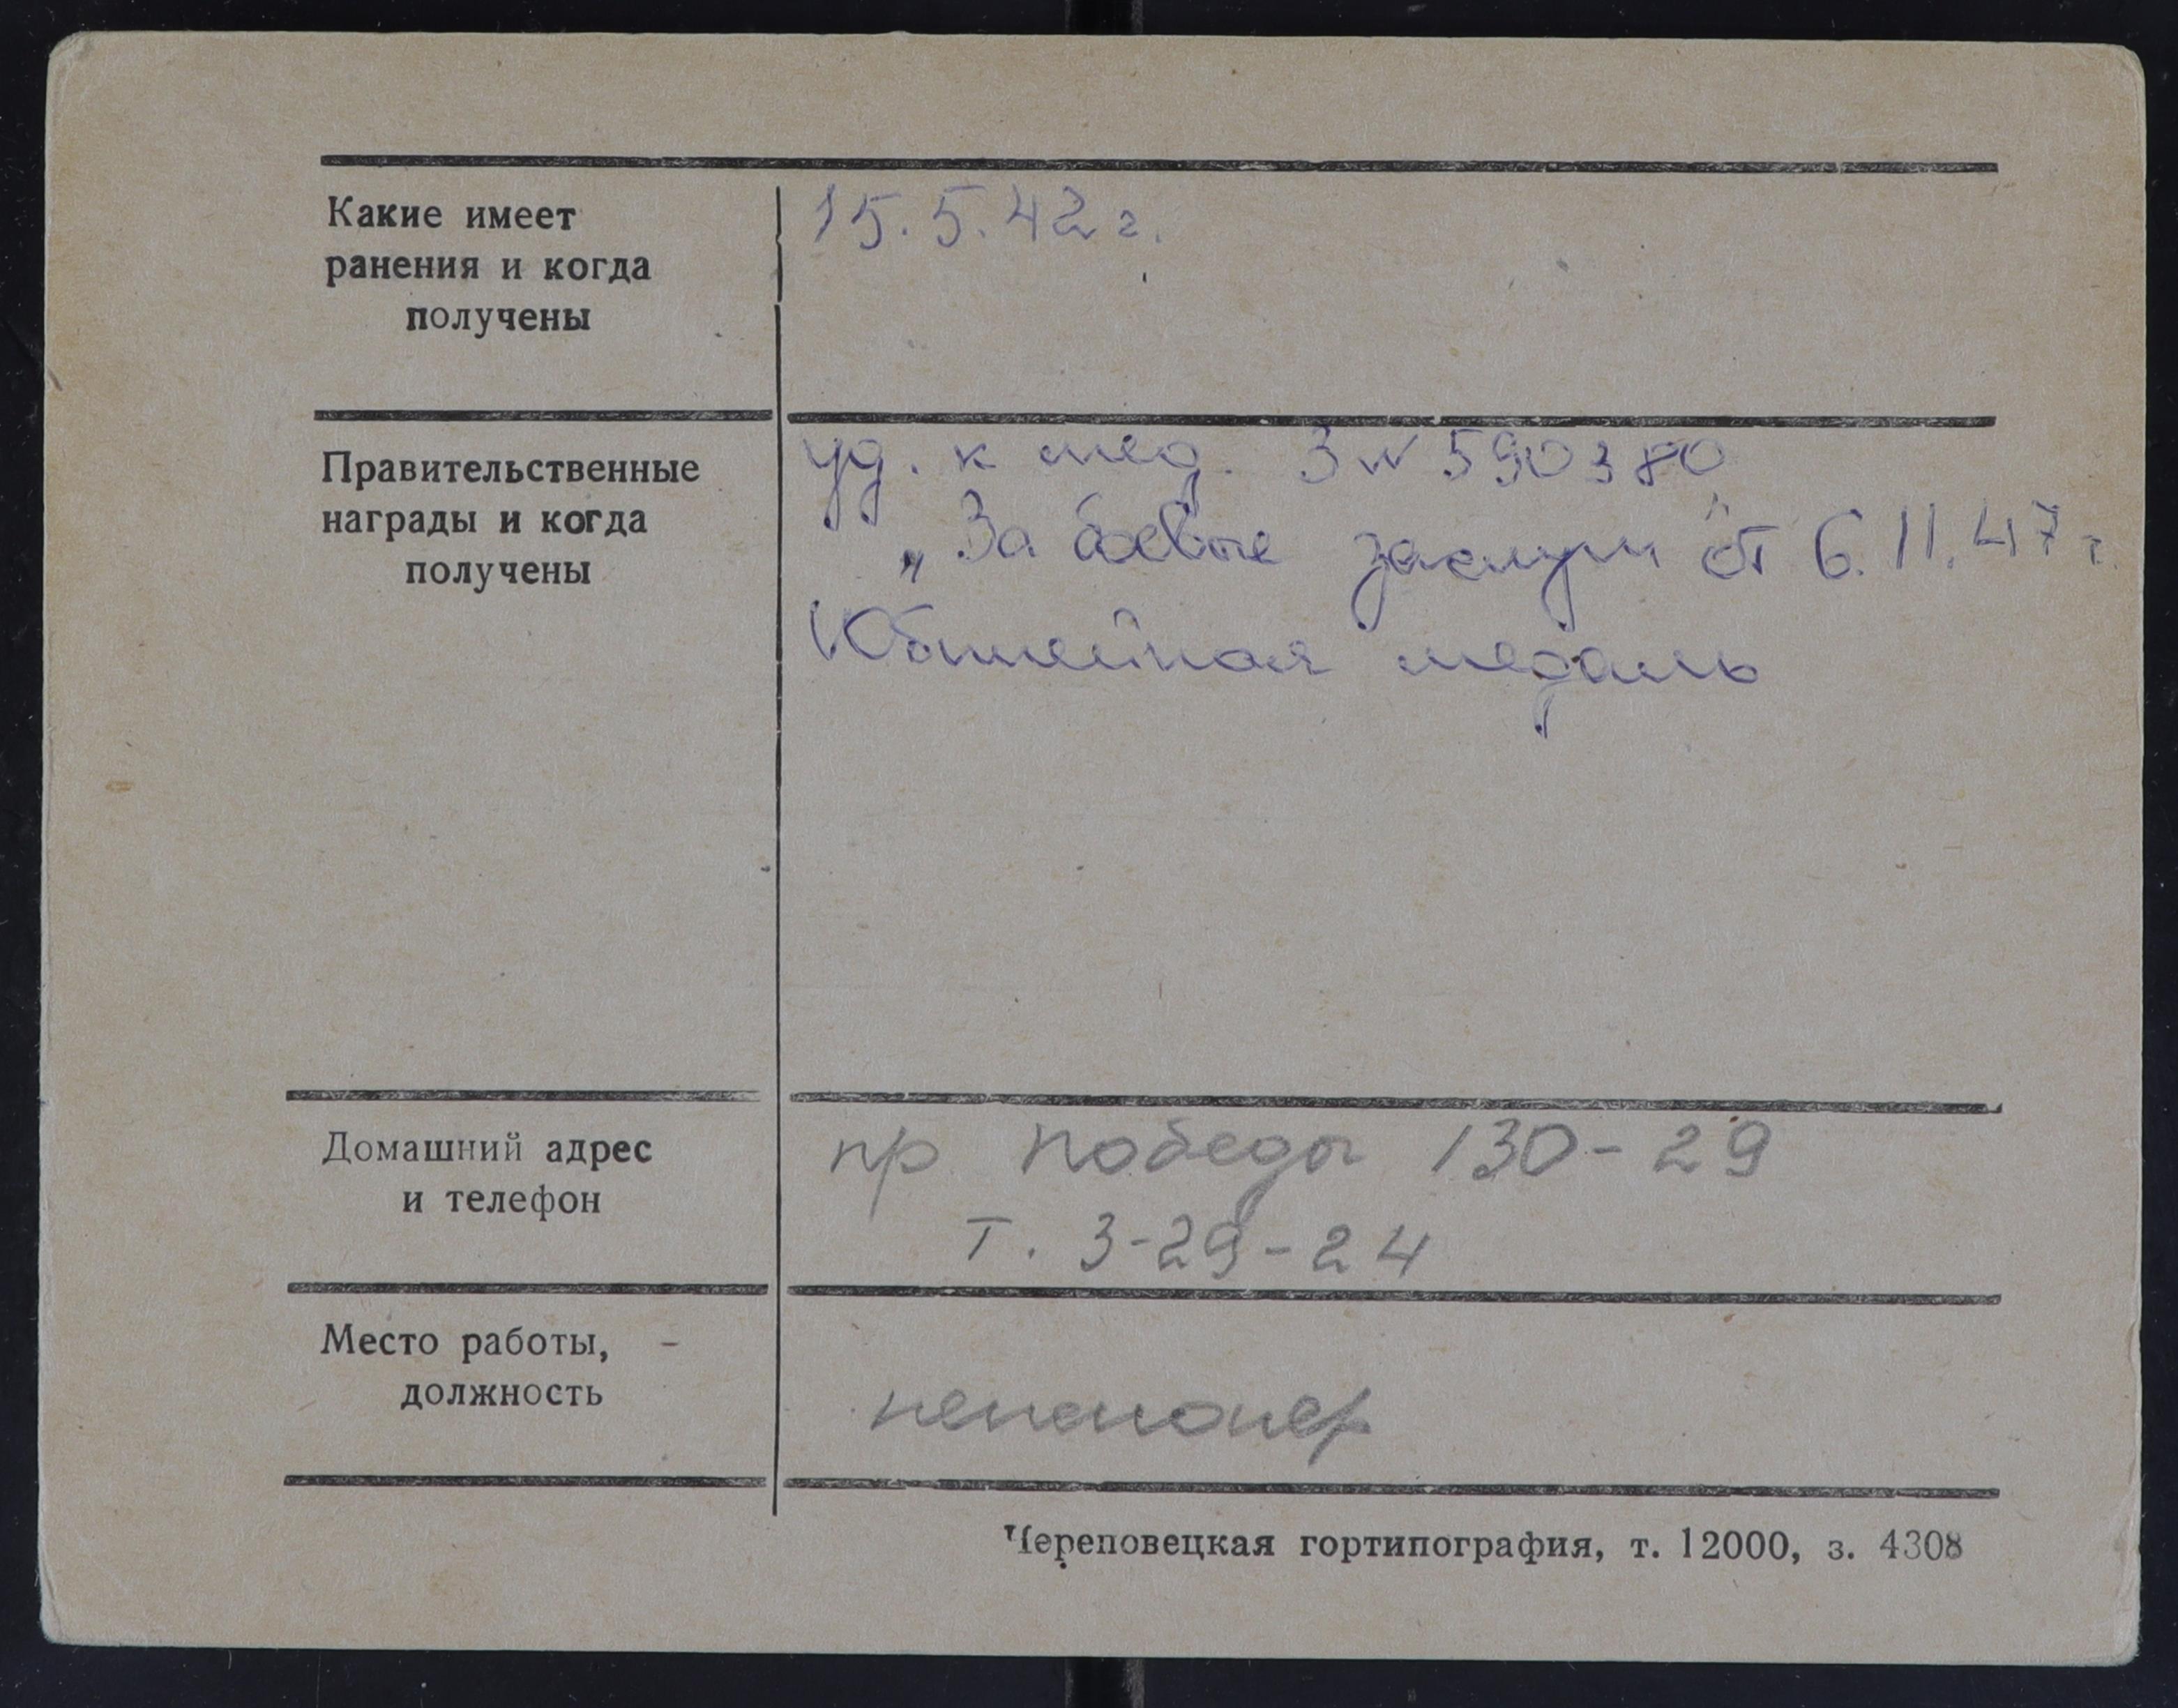 Какие имеет
ранения и когда
получены
15.5.42 г.
Правительственные
награды и когда
получены
уд. к мед. З № 590380
„За боевые заслуги" от 6.11.47 г.
Юбилейная медаль
Домашний адрес
и телефон
пр Победы 130-29
т. 3-29-24
Место работы,
должность
пенсионер
Череповецкая гортипография, т. 12000, з. 4308